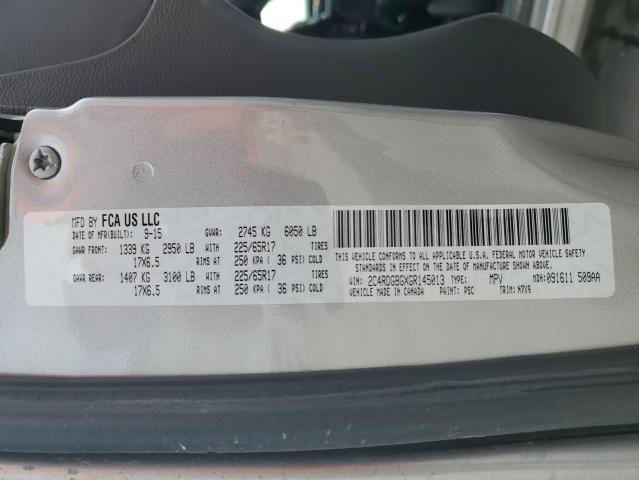 MFD BY FCA US LLC
DATE OF MFR(BUILT): 9-15 GVWR: 2745 KG 6050 LB
GAWR FRONT: 1339 KG 2950 LB WITH 225/65R17 TIRES
17X6.5 RIMS AT 250 KPA ( 36 PSI) COLD
GAWR REAR: 1407 KG 3100 LB WITH 225/65R17 TIRES
17X6.5 RIMS AT 250 KPA ( 36 PSI) COLD
THIS VEHICLE CONFORMS TO ALL APPLICABLE U.S.A. FEDERAL MOTOR VEHICLE SAFETY
STANDARDS IN EFFECT ON THE DATE OF
MANUFACTURE SHOWN ABOVE.
VIN: 2C4RDGBGXGR145013 TYPE: MPV MDH:091611 509AA
VEHICLE MADE IN CANADA PAINT: PSC TRIM: M7X9